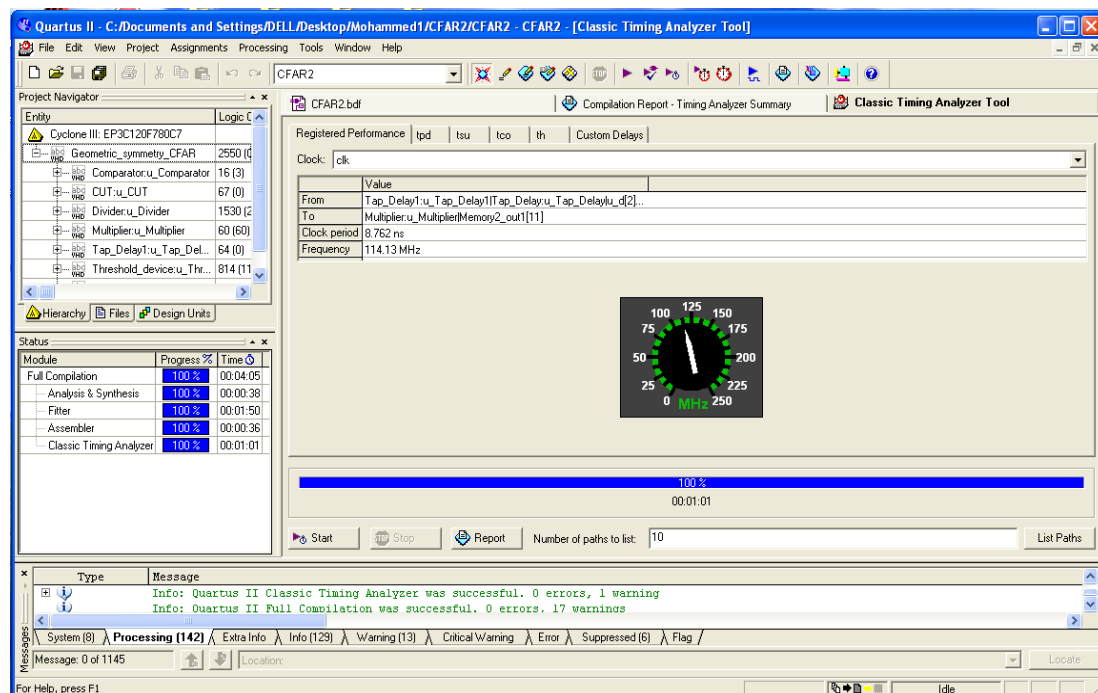 Quartus II - C:/Documents and Settings/DELL/Desktop/Mohammed1/CFAR2/CFAR2 - CFAR2 - [Classic Timing Analyzer Tool]
File Edit View Project Assignments Processing Tools Window Help
CFAR2
Project Navigator
Entity Logic C
Cyclone III: EP3C120F780C7
Geometric_symmetry_CFAR 2550 (0
Comparator:u_Comparator 16 (3)
CUT:u_CUT 67 (0)
Divider:u_Divider 1530 (2
Multiplier:u_Multiplier 60 (60)
Tap_Delay1:u_Tap_Del... 64 (0)
Threshold_device:u_Thr... 814 (11
Hierarchy Files Design Units
Status
Module Progress % Time
Full Compilation 100 % 00:04:05
Analysis & Synthesis 100 % 00:00:38
Fitter 100 % 00:01:50
Assembler 100 % 00:00:36
Classic Timing Analyzer 100 % 00:01:01
CFAR2.bdf Compilation Report - Timing Analyzer Summary Classic Timing Analyzer Tool
Registered Performance tpd tsu tco th Custom Delays
Clock: clk
Value
From Tap_Delay1:u_Tap_Delay1|Tap_Delay:u_Tap_Delay|u_d[2]...
To Multiplier:u_Multiplier|Memory2_out1[11]
Clock period 8.762 ns
Frequency 114.13 MHz
0 25 50 75 100 125 150 175 200 225 250
MHz
100 %
00:01:01
Start Stop Report Number of paths to list: 10 List Paths
Type Message
Info: Quartus II Classic Timing Analyzer was successful. 0 errors, 1 warning
Info: Quartus II Full Compilation was successful. 0 errors, 17 warnings
System (8) Processing (142) Extra Info Info (129) Warning (13) Critical Warning Error Suppressed (6) Flag
Messages
Message: 0 of 1145 Location: Locate
For Help, press F1 Idle